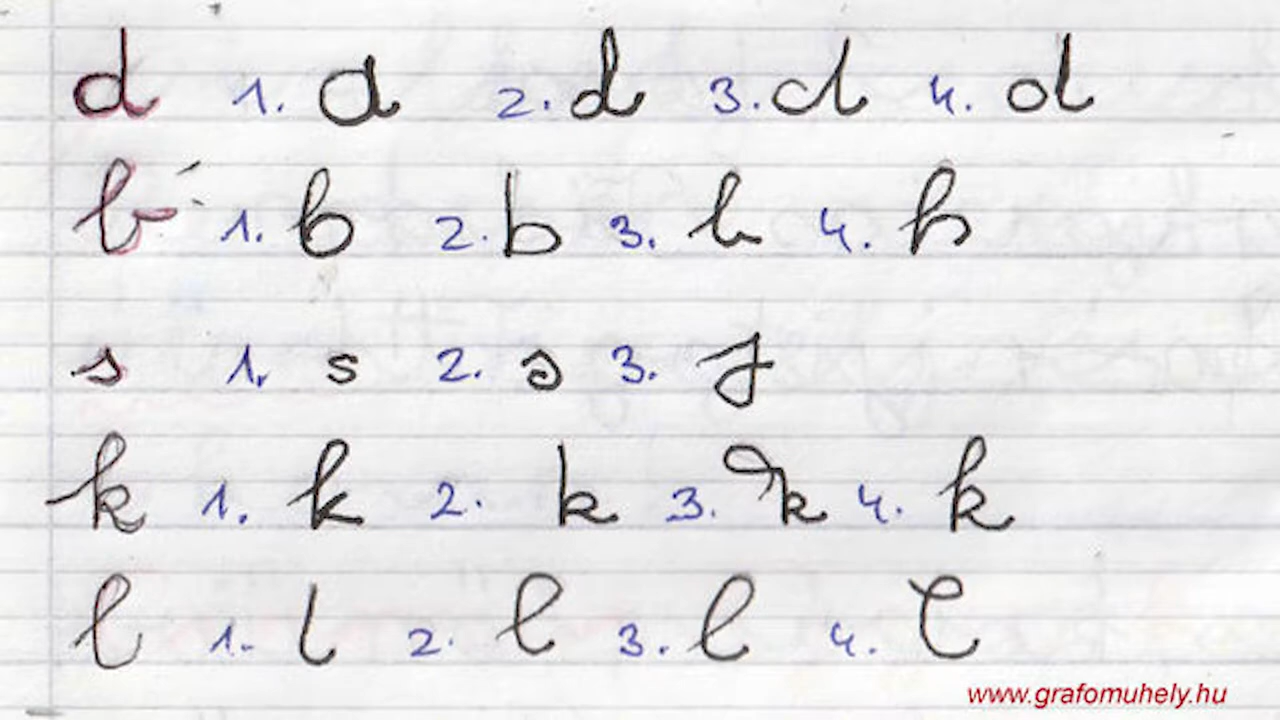 d 1. a 2. d 3. d 4. d
b 1. b 2. b 3. b 4. b
s 1. s 2. s 3. s
k 1. k 2. k 3. k 4. k
l 1. l 2. l 3. l 4. l
www.grafomuhely.hu